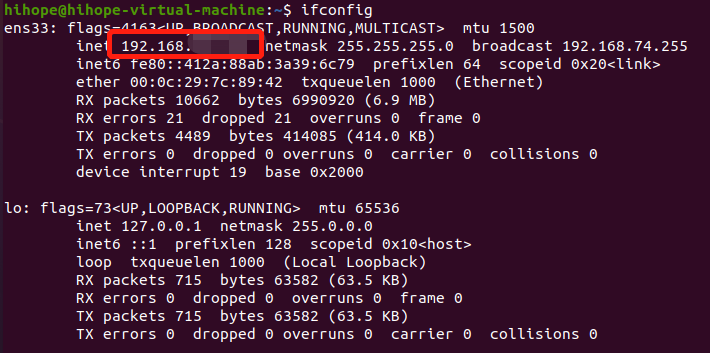 hihope@hihope-virtual-machine:~$ ifconfig
ens33: flags=4163<UP,BROADCAST,RUNNING,MULTICAST>  mtu 1500
inet 192.168. netmask 255.255.255.0  broadcast 192.168.74.255
inet6 fe80::412a:88ab:3a39:6c79  prefixlen 64  scopeid 0x20<link>
ether 00:0c:29:7c:89:42  txqueuelen 1000  (Ethernet)
RX packets 10662  bytes 6990920 (6.9 MB)
RX errors 21  dropped 21  overruns 0  frame 0
TX packets 4489  bytes 414085 (414.0 KB)
TX errors 0  dropped 0 overruns 0  carrier 0  collisions 0
device interrupt 19  base 0x2000
lo: flags=73<UP,LOOPBACK,RUNNING>  mtu 65536
inet 127.0.0.1  netmask 255.0.0.0
inet6 ::1  prefixlen 128  scopeid 0x10<host>
loop  txqueuelen 1000  (Local Loopback)
RX packets 715  bytes 63582 (63.5 KB)
RX errors 0  dropped 0  overruns 0  frame 0
TX packets 715  bytes 63582 (63.5 KB)
TX errors 0  dropped 0 overruns 0  carrier 0  collisions 0